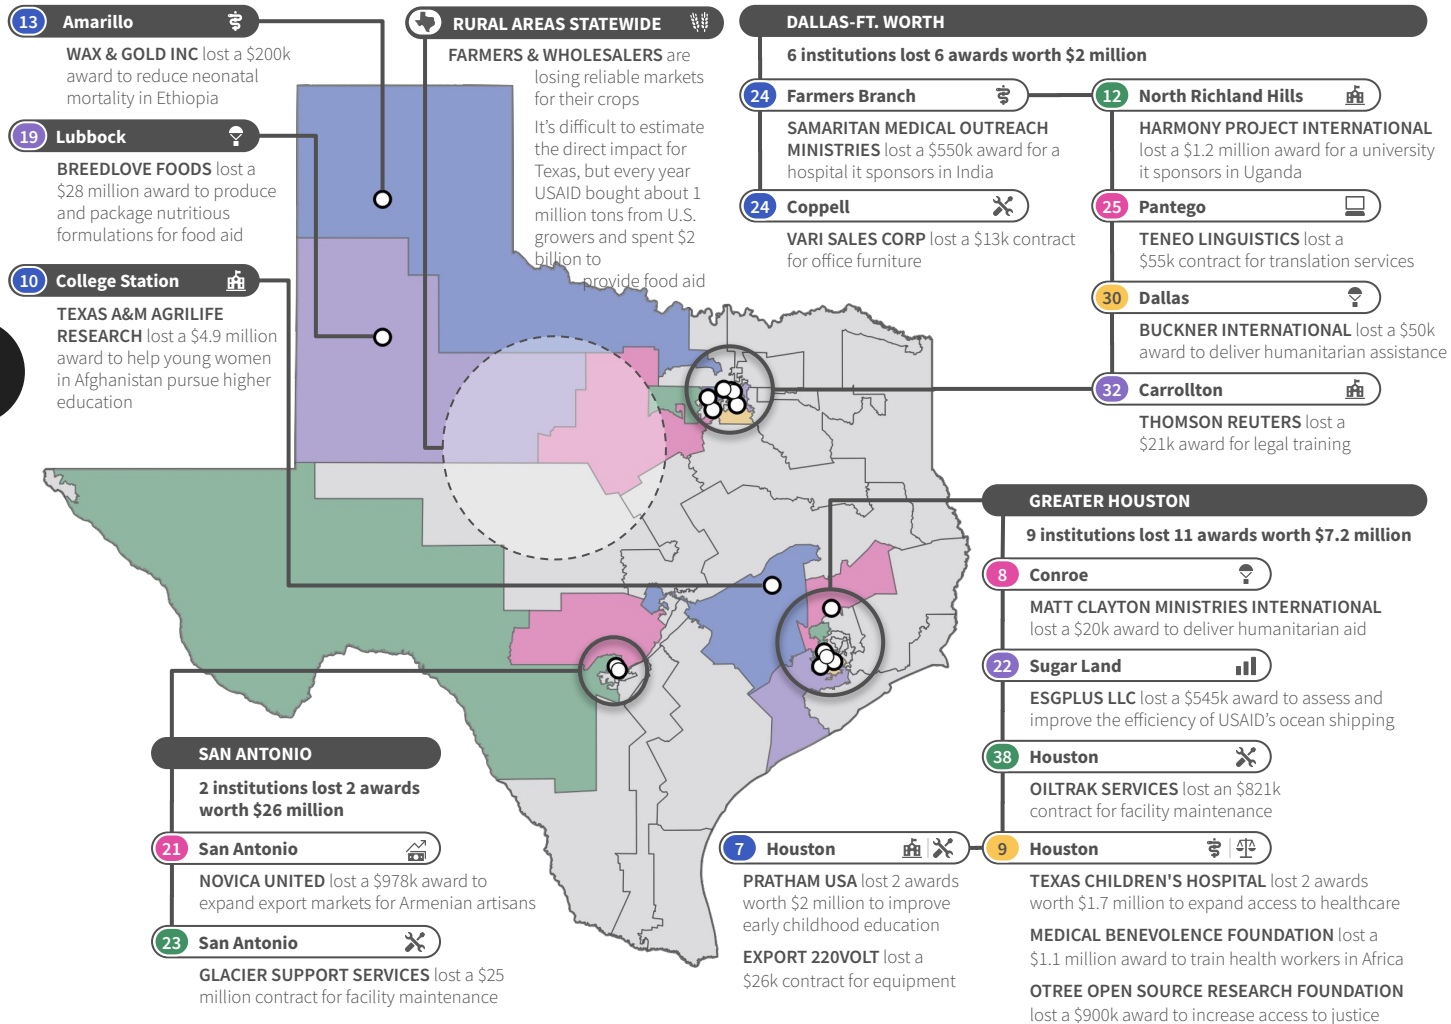 13 Amarillo
WAX & GOLD INC lost a $200k
award to reduce neonatal
mortality in Ethiopia
19 Lubbock
BREEDLOVE FOODS lost a
$28 million award to produce
and package nutritious
formulations for food aid
10 College Station
TEXAS A&M AGRILIFE
RESEARCH lost a $4.9 million
award to help young women
in Afghanistan pursue higher
education
RURAL AREAS STATEWIDE
FARMERS & WHOLESALERS are
losing reliable markets
for their crops
It's difficult to estimate
the direct impact for
Texas, but every year
USAID bought about 1
million tons from U.S.
growers and spent $2
billion to
provide food aid
DALLAS-FT. WORTH
6 institutions lost 6 awards worth $2 million
24 Farmers Branch
SAMARITAN MEDICAL OUTREACH
MINISTRIES lost a $550k award for a
hospital it sponsors in India
24 Coppell
VARI SALES CORP lost a $13k contract
for office furniture
12 North Richland Hills
HARMONY PROJECT INTERNATIONAL
lost a $1.2 million award for a university
it sponsors in Uganda
25 Pantego
TENEO LINGUISTICS lost a
$55k contract for translation services
30 Dallas
BUCKNER INTERNATIONAL lost a $50k
award to deliver humanitarian assistance
32 Carrollton
THOMSON REUTERS lost a
$21k award for legal training
GREATER HOUSTON
9 institutions lost 11 awards worth $7.2 million
8 Conroe
MATT CLAYTON MINISTRIES INTERNATIONAL
lost a $20k award to deliver humanitarian aid
22 Sugar Land
ESGPLUS LLC lost a $545k award to assess and
improve the efficiency of USAID's ocean shipping
38 Houston
OILTRAK SERVICES lost an $821k
contract for facility maintenance
9 Houston
TEXAS CHILDREN'S HOSPITAL lost 2 awards
worth $1.7 million to expand access to healthcare
MEDICAL BENEVOLENCE FOUNDATION lost a
$1.1 million award to train health workers in Africa
OTREE OPEN SOURCE RESEARCH FOUNDATION
lost a $900k award to increase access to justice
7 Houston
PRATHAM USA lost 2 awards
worth $2 million to improve
early childhood education
EXPORT 220VOLT lost a
$26k contract for equipment
SAN ANTONIO
2 institutions lost 2 awards
worth $26 million
21 San Antonio
NOVICA UNITED lost a $978k award to
expand export markets for Armenian artisans
23 San Antonio
GLACIER SUPPORT SERVICES lost a $25
million contract for facility maintenance